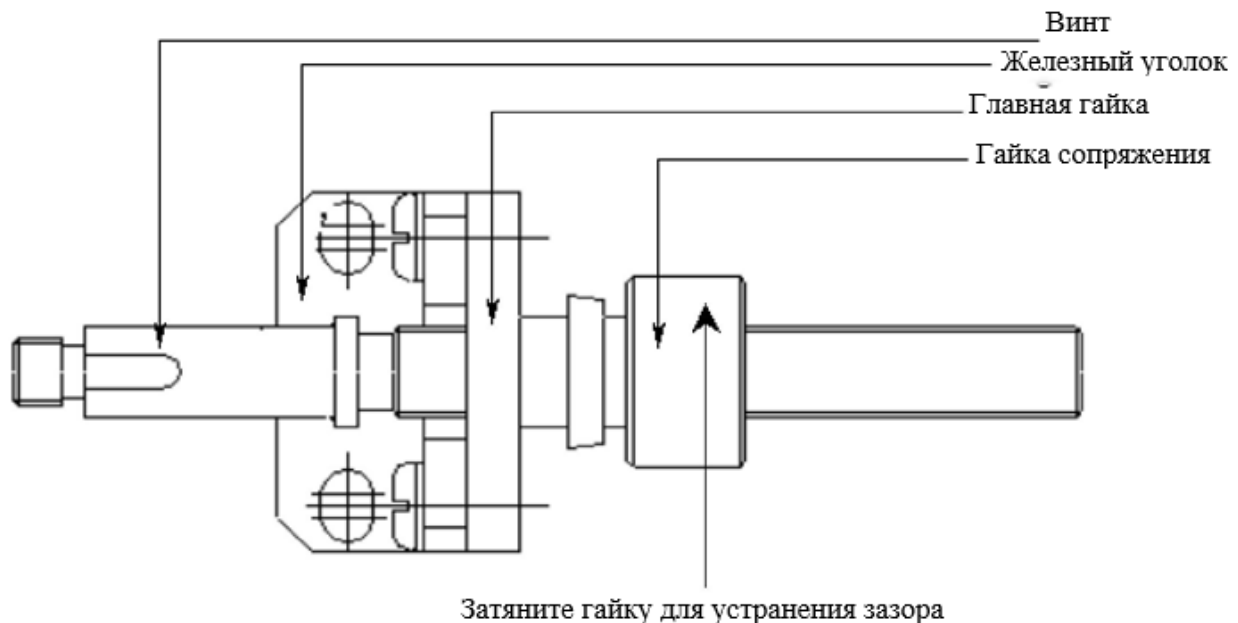 Винт
Железный уголок
Главная гайка
Гайка сопряжения
Затяните гайку для устранения зазора